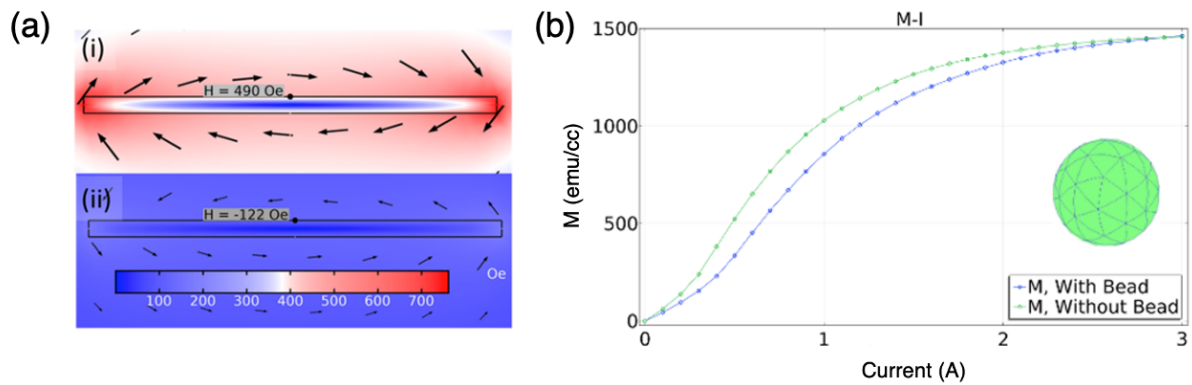 (a)
(i)
H = 490 Oe
(ii)
H = -122 Oe
Oe
100 200 300 400 500 600 700
(b)
M-I
1500
1000
500
0
M (emu/cc)
M, With Bead
M, Without Bead
0 1 2 3
Current (A)